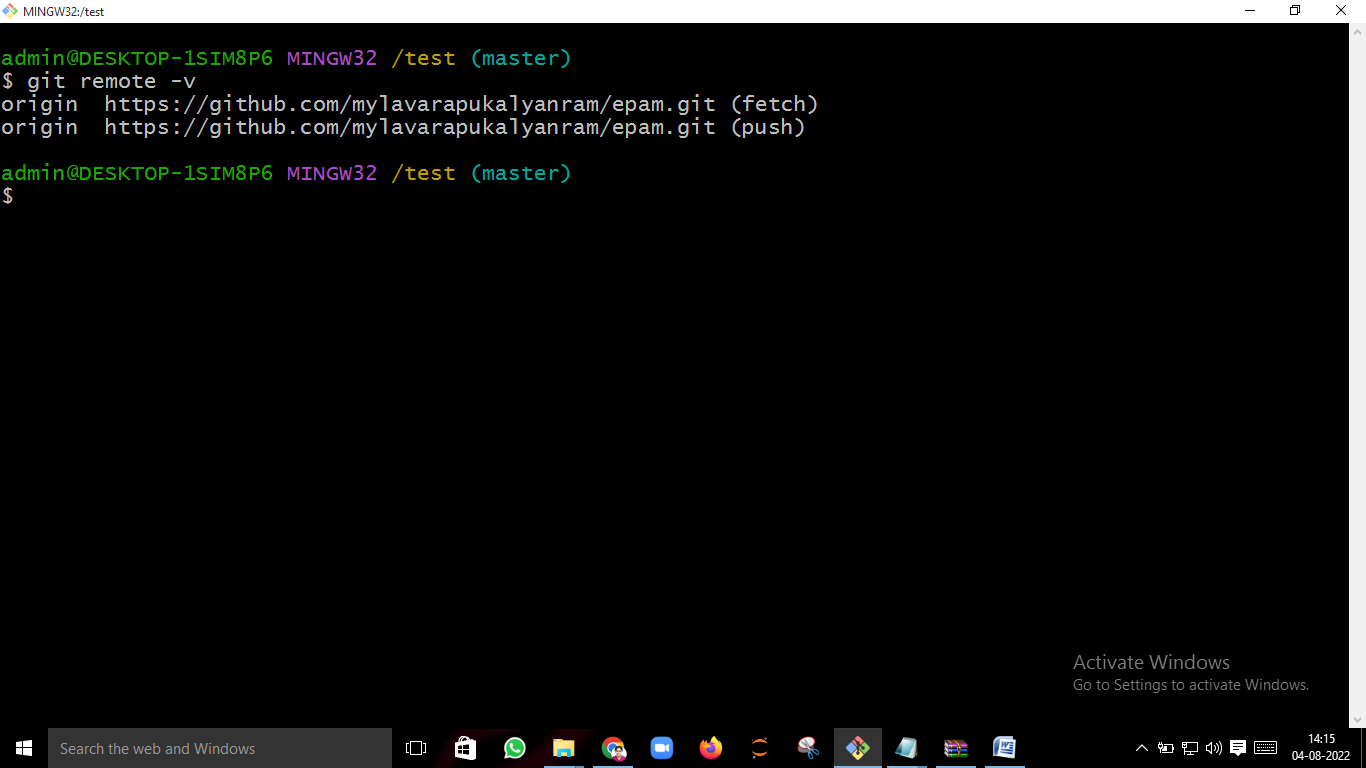 MINGW32:/test
admin@DESKTOP-1SIM8P6 MINGW32 /test (master)
$ git remote -v
origin  https://github.com/mylavarapukalyanram/epam.git (fetch)
origin  https://github.com/mylavarapukalyanram/epam.git (push)
admin@DESKTOP-1SIM8P6 MINGW32 /test (master)
$
Activate Windows
Go to Settings to activate Windows.
Search the web and Windows
14:15
04-08-2022